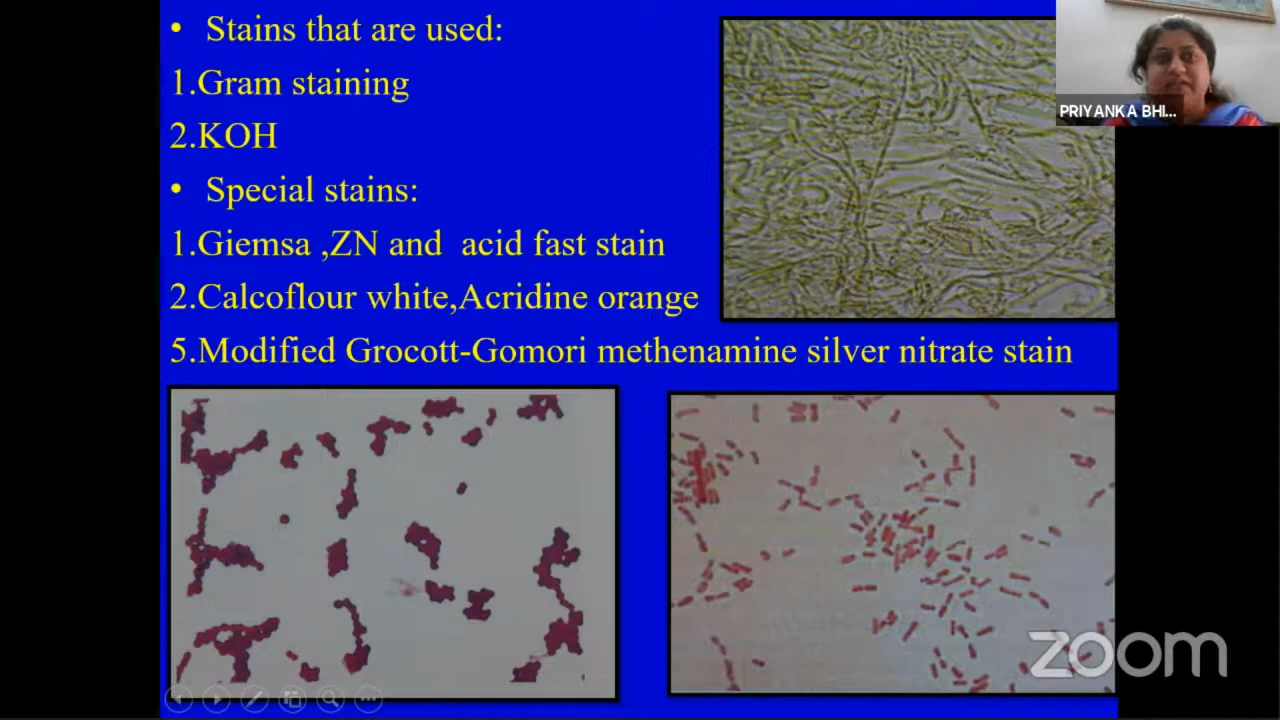 • Stains that are used:
1.Gram staining
2.KOH
• Special stains:
1.Giemsa ,ZN and acid fast stain
2.Calcoflour white,Acridine orange
5.Modified Grocott-Gomori methenamine silver nitrate stain
PRIYANKA BHI...
zoom